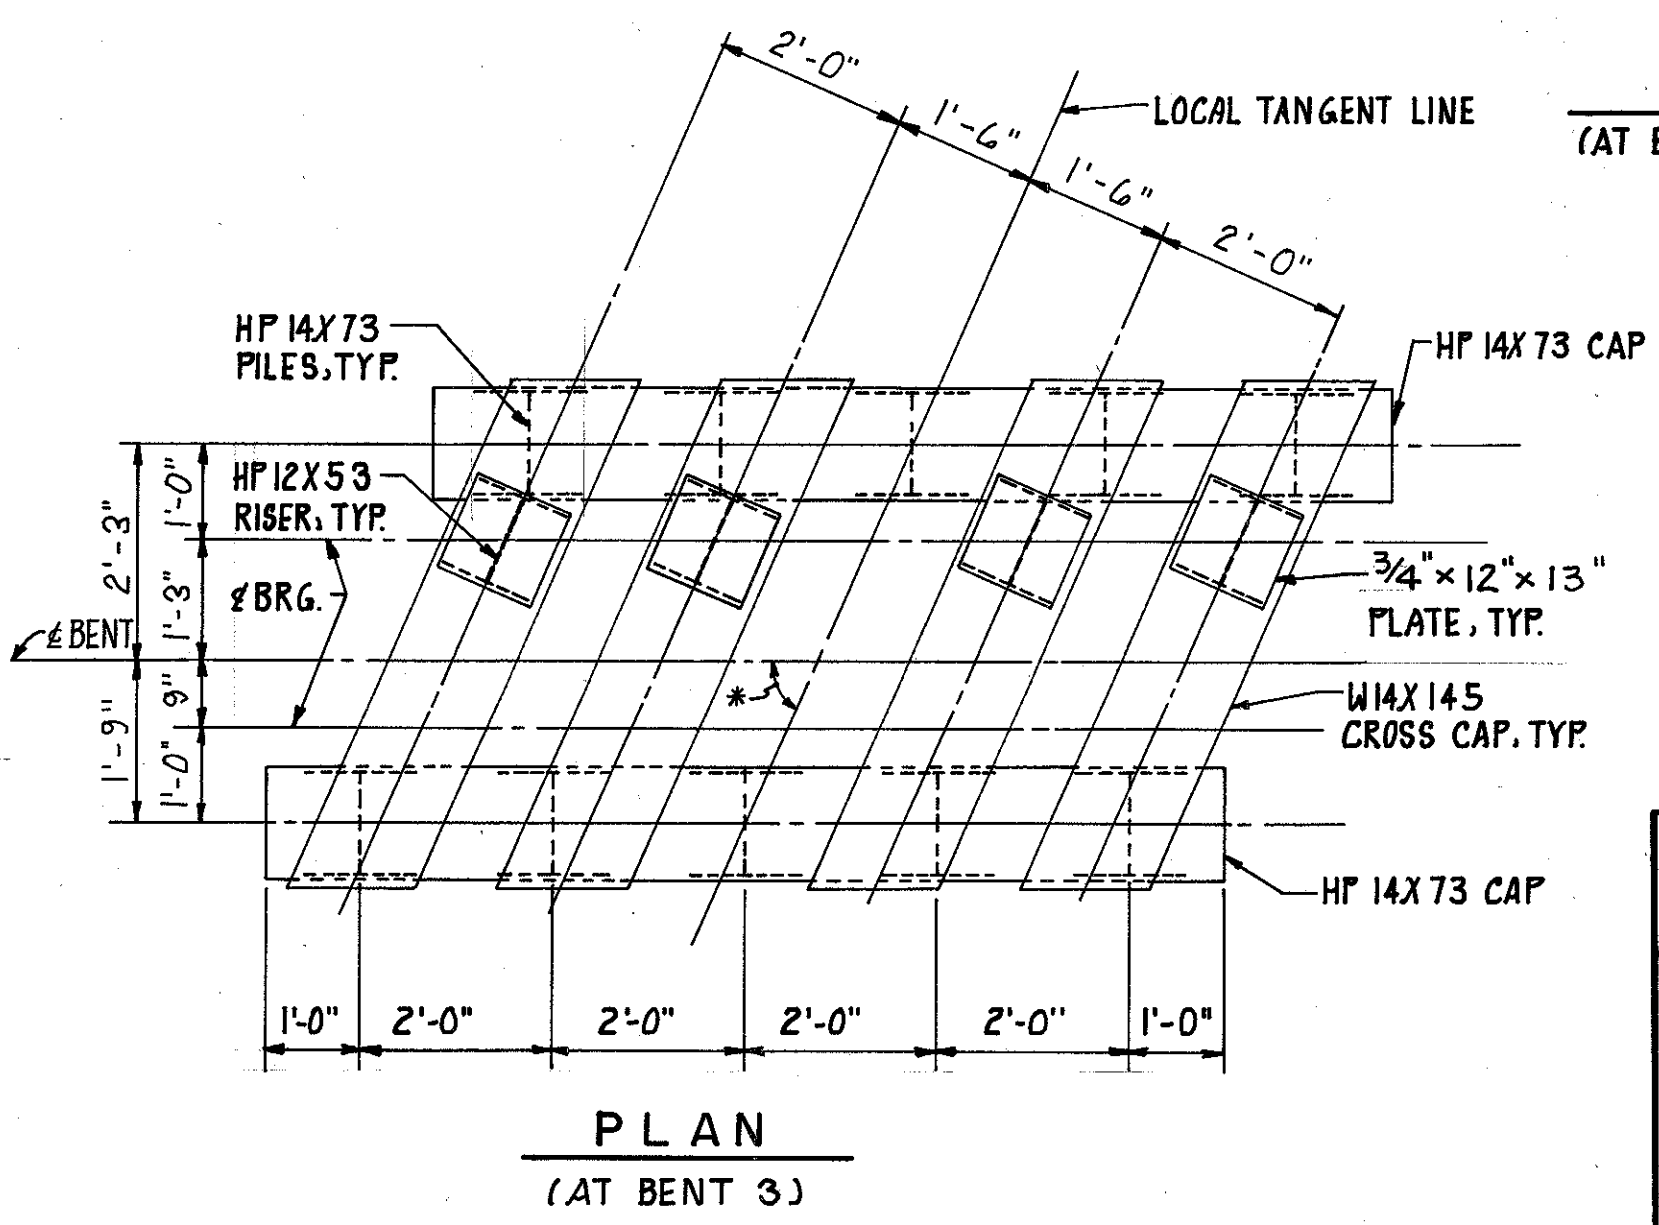 2'-0"
1'-6"
1'-6"
2'-0"
LOCAL TANGENT LINE
(AT
HP 14X73
PILES, TYP.
HP 14X73 CAP
HP 12X53
RISER, TYP.
1'-0"
2'-3"
1'-3"
℄ BRG.
℄ BENT
3/4" × 12" × 13"
PLATE, TYP.
9"
1'-9"
1'-0"
*
W14X145
CROSS CAP, TYP.
HP 14X73 CAP
1'-0"
2'-0"
2'-0"
2'-0"
2'-0"
1'-0"
PLAN
(AT BENT 3)